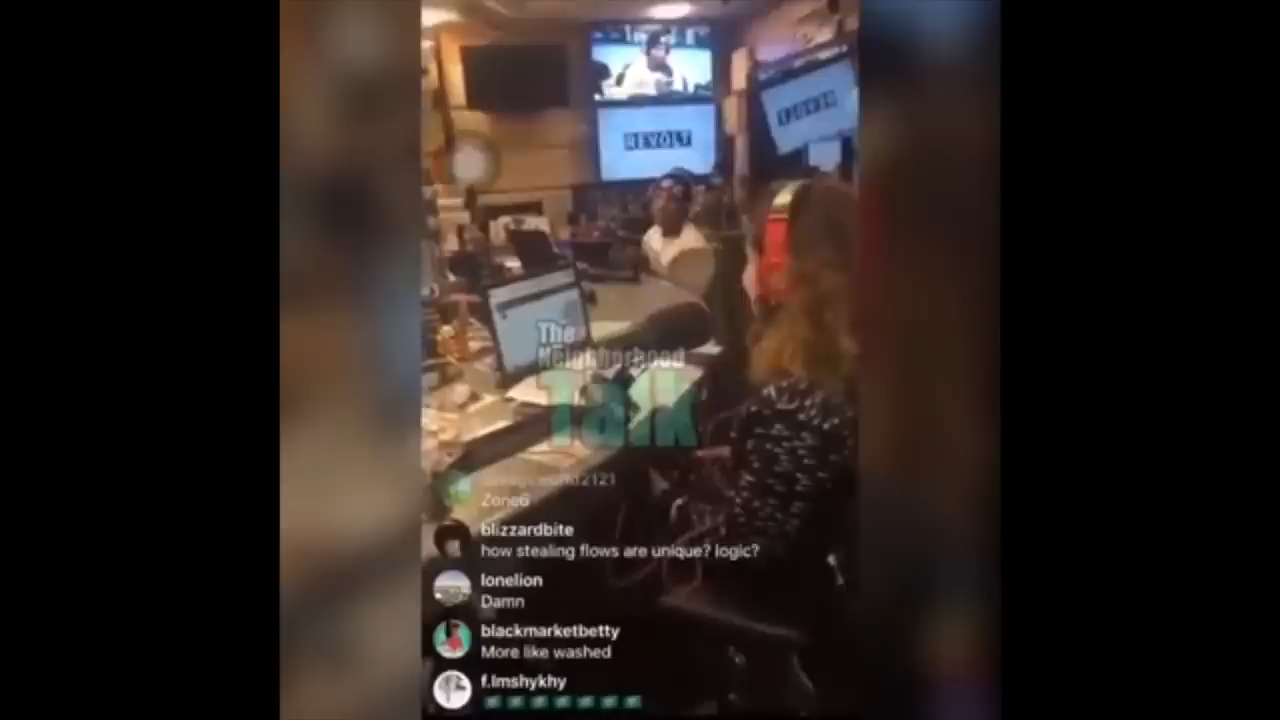 REVOLT
REVOLT
The
Neighborhood
Talk
Zone6
blizzardbite
how stealing flows are unique? logic?
lonelion
Damn
blackmarketbetty
More like washed
f.lmshykhy